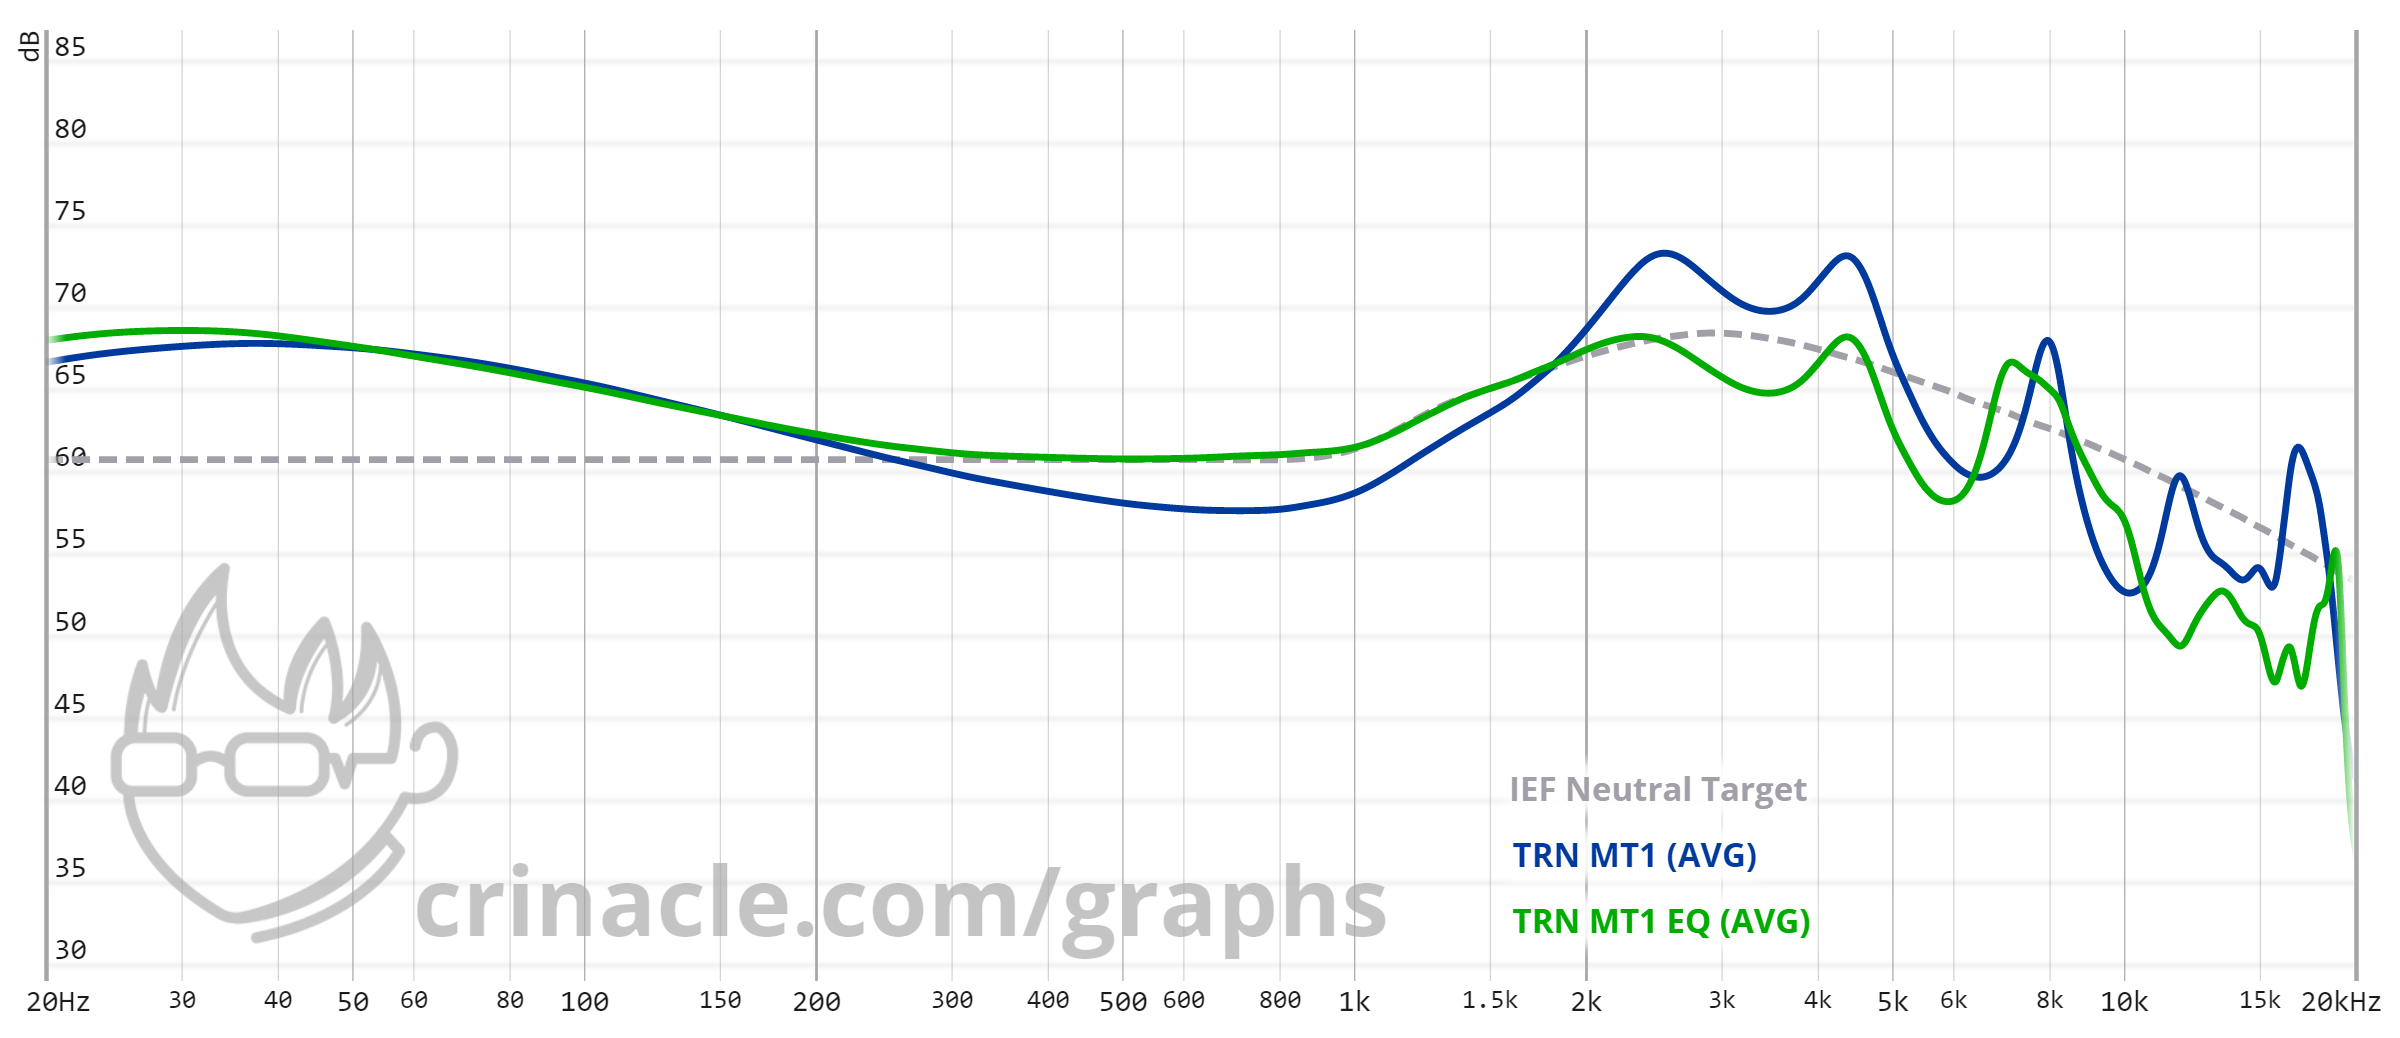 dB
85
80
75
70
65
60
55
50
45
40
35
30
IEF Neutral Target
TRN MT1 (AVG)
TRN MT1 EQ (AVG)
crinacle.com/graphs
20Hz 30 40 50 60 80 100 150 200 300 400 500 600 800 1k 1.5k 2k 3k 4k 5k 6k 8k 10k 15k 20kHz